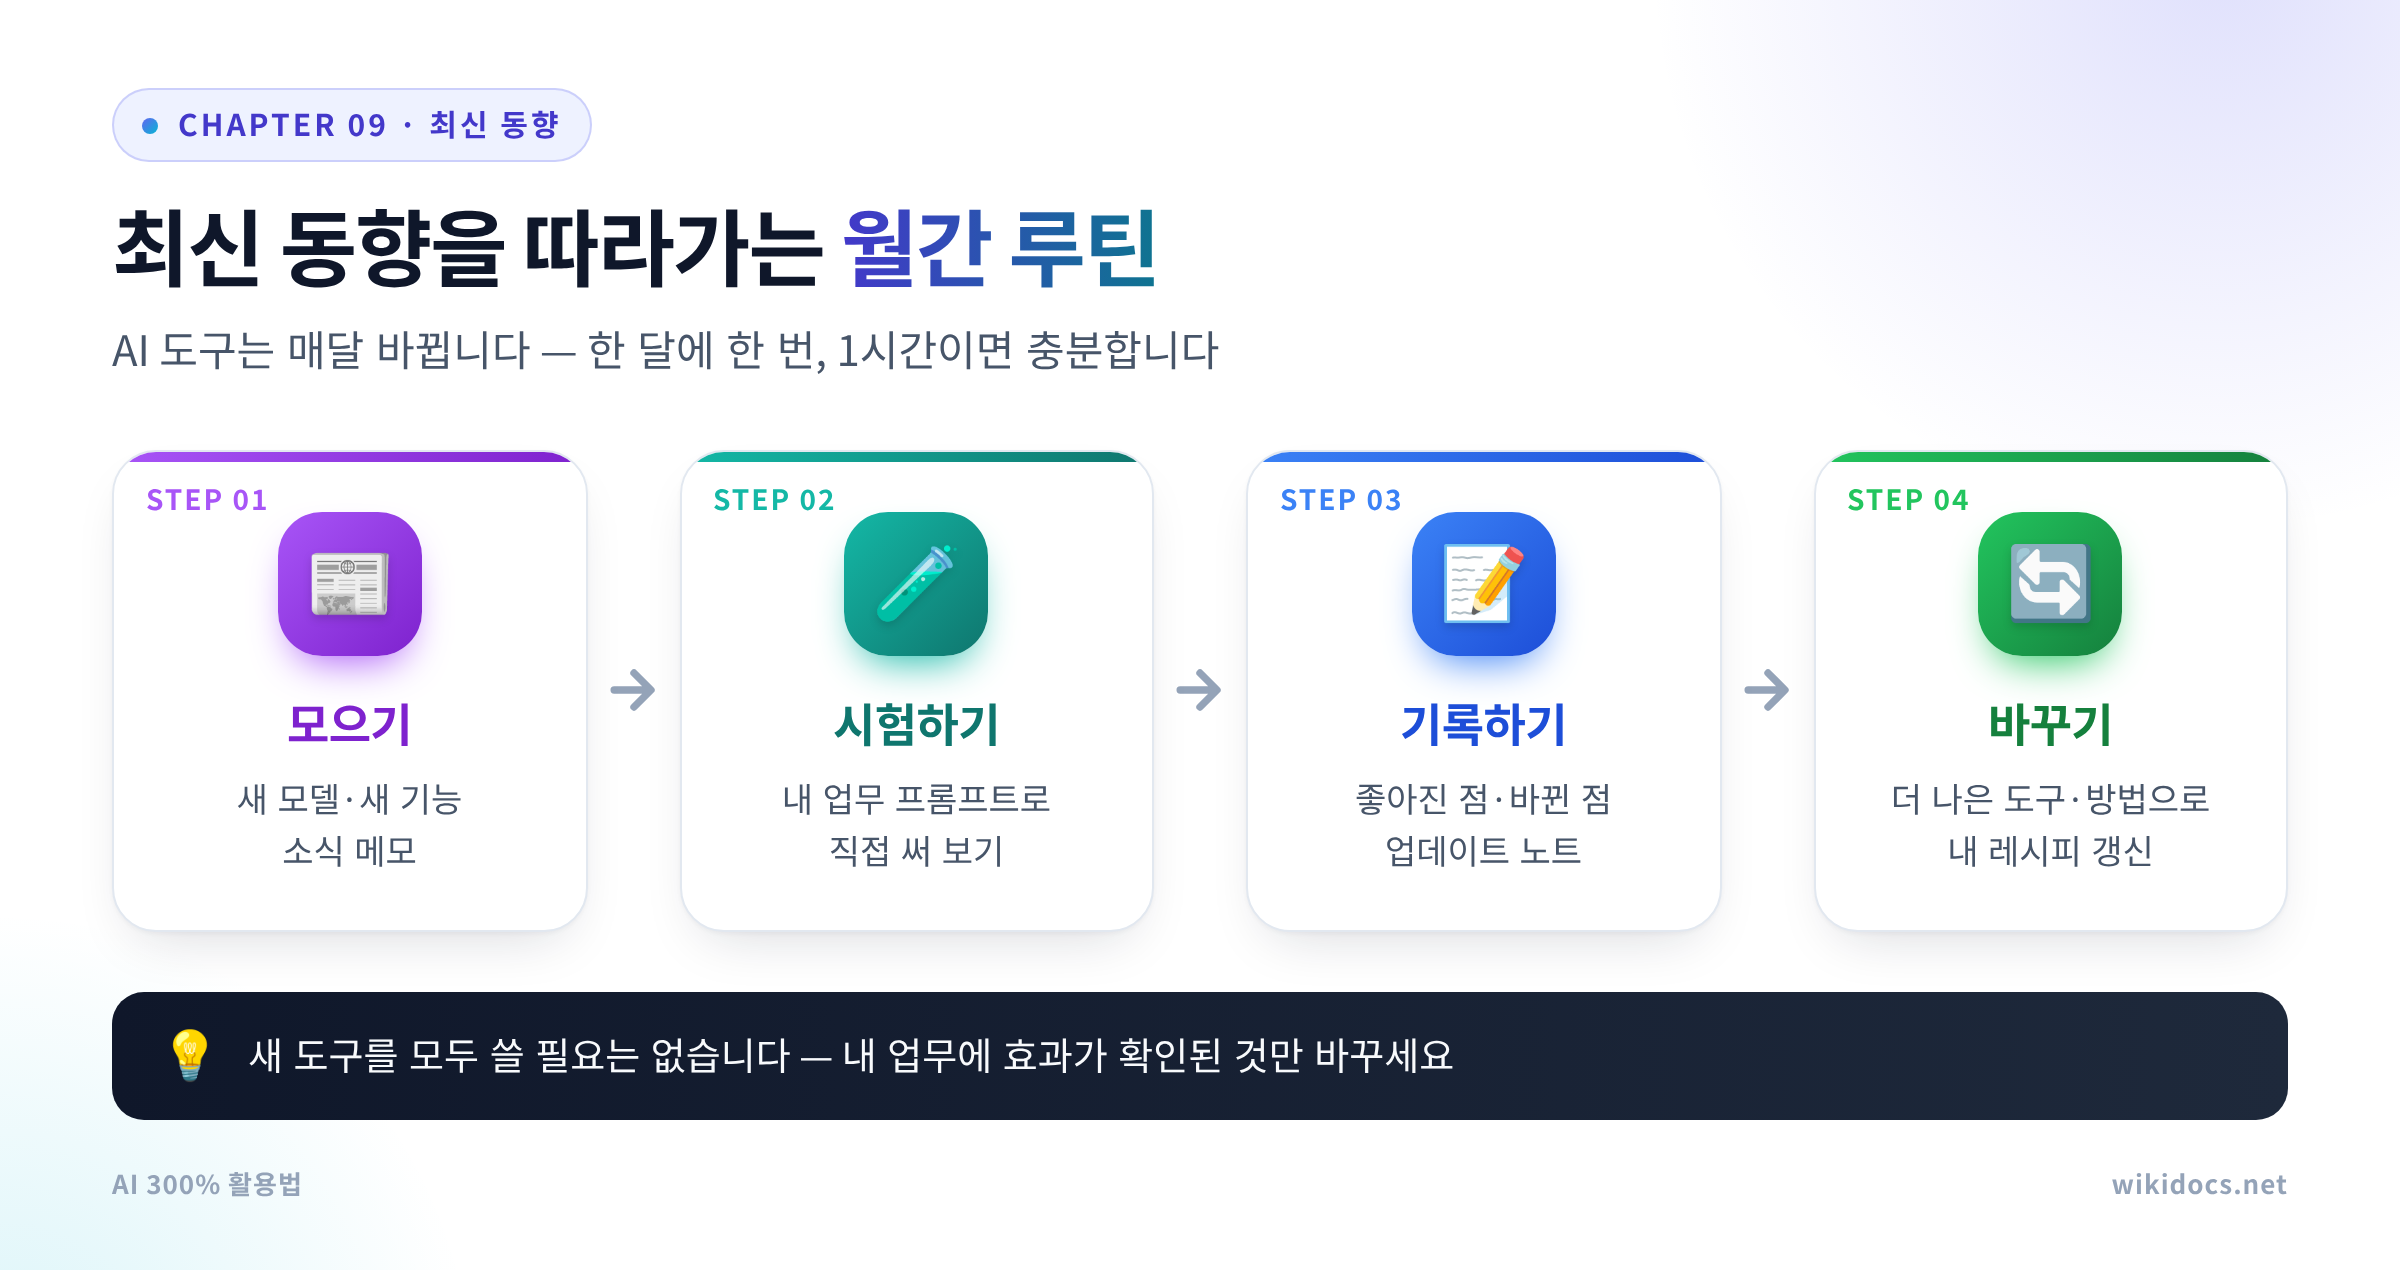 CHAPTER 09 · 최신 동향
최신 동향을 따라가는 월간 루틴
AI 도구는 매달 바뀝니다 — 한 달에 한 번, 1시간이면 충분합니다
STEP 01
모으기
새 모델·새 기능
소식 메모
STEP 02
시험하기
내 업무 프롬프트로
직접 써 보기
STEP 03
기록하기
좋아진 점·바뀐 점
업데이트 노트
STEP 04
바꾸기
더 나은 도구·방법으로
내 레시피 갱신
새 도구를 모두 쓸 필요는 없습니다 — 내 업무에 효과가 확인된 것만 바꾸세요
AI 300% 활용법
wikidocs.net